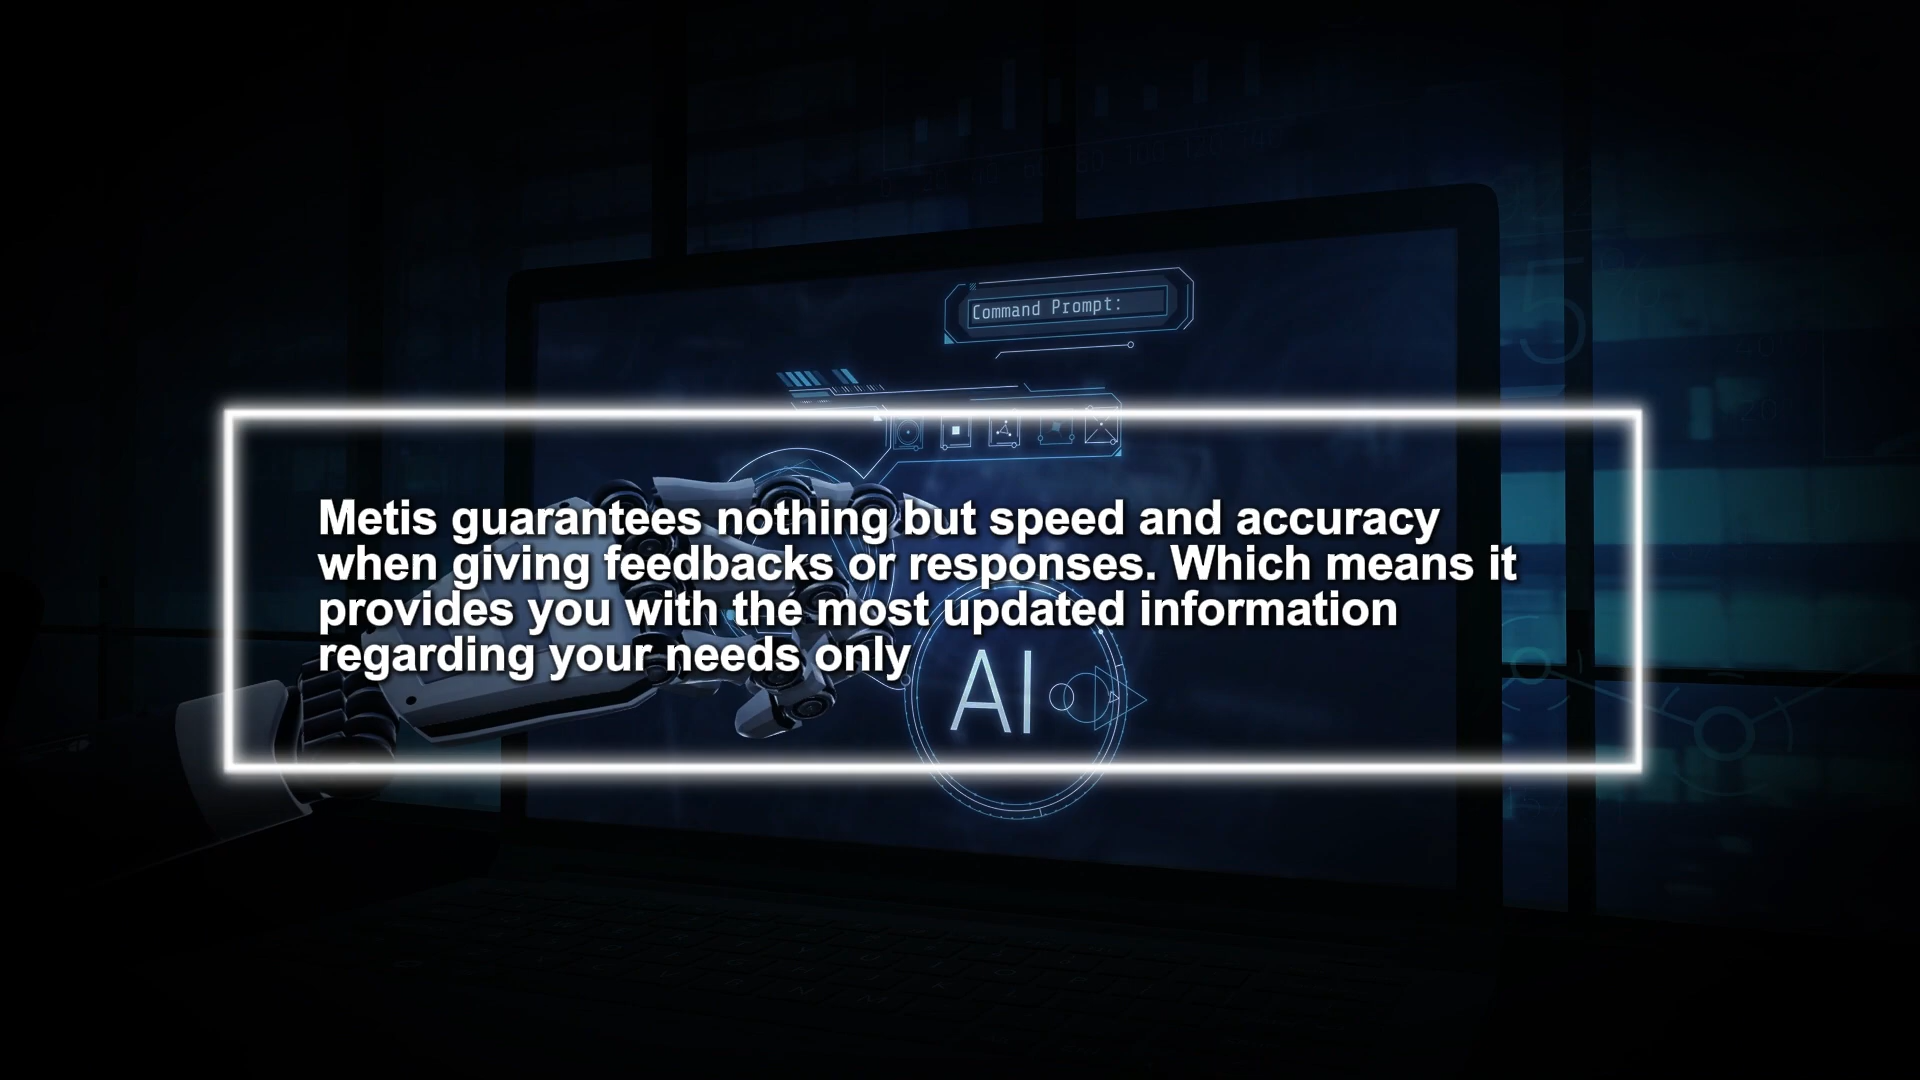 Command Prompt:
Metis guarantees nothing but speed and accuracy
when giving feedbacks or responses. Which means it
provides you with the most updated information
regarding your needs only
AI